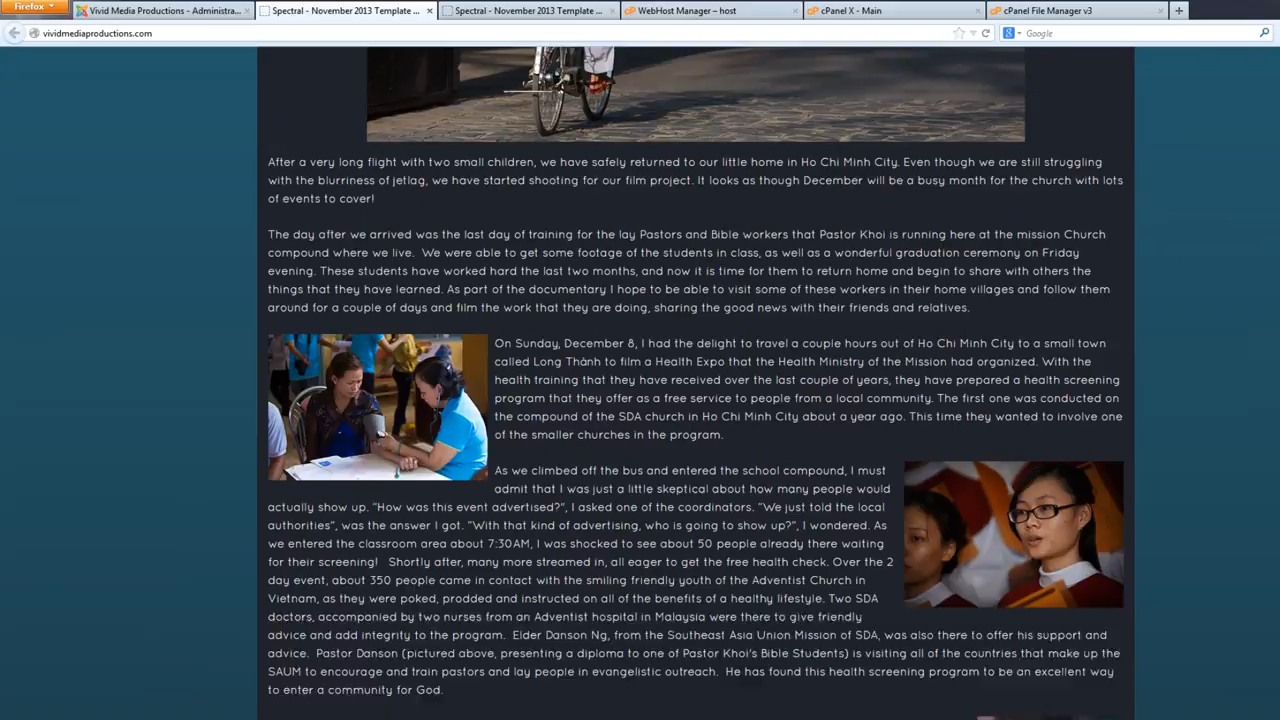 Firefox
Vivid Media Productions - Administra...
Spectral - November 2013 Template ...
Spectral - November 2013 Template ...
WebHost Manager – host
cPanel X - Main
cPanel File Manager v3
vividmediaproductions.com
Google
After a very long flight with two small children, we have safely returned to our little home in Ho Chi Minh City. Even though we are still struggling
with the blurriness of jetlag, we have started shooting for our film project. It looks as though December will be a busy month for the church with lots
of events to cover!
The day after we arrived was the last day of training for the lay Pastors and Bible workers that Pastor Khoi is running here at the mission Church
compound where we live. We were able to get some footage of the students in class, as well as a wonderful graduation ceremony on Friday
evening. These students have worked hard the last two months, and now it is time for them to return home and begin to share with others the
things that they have learned. As part of the documentary I hope to be able to visit some of these workers in their home villages and follow them
around for a couple of days and film the work that they are doing, sharing the good news with their friends and relatives.
On Sunday, December 8, I had the delight to travel a couple hours out of Ho Chi Minh City to a small town
called Long Thành to film a Health Expo that the Health Ministry of the Mission had organized. With the
health training that they have received over the last couple of years, they have prepared a health screening
program that they offer as a free service to people from a local community. The first one was conducted on
the compound of the SDA church in Ho Chi Minh City about a year ago. This time they wanted to involve one
of the smaller churches in the program.
As we climbed off the bus and entered the school compound, I must
admit that I was just a little skeptical about how many people would
actually show up. "How was this event advertised?", I asked one of the coordinators. "We just told the local
authorities", was the answer I got. "With that kind of advertising, who is going to show up?", I wondered. As
we entered the classroom area about 7:30AM, I was shocked to see about 50 people already there waiting
for their screening! Shortly after, many more streamed in, all eager to get the free health check. Over the 2
day event, about 350 people came in contact with the smiling friendly youth of the Adventist Church in
Vietnam, as they were poked, prodded and instructed on all of the benefits of a healthy lifestyle. Two SDA
doctors, accompanied by two nurses from an Adventist hospital in Malaysia were there to give friendly
advice and add integrity to the program. Elder Danson Ng, from the Southeast Asia Union Mission of SDA, was also there to offer his support and
advice. Pastor Danson (pictured above, presenting a diploma to one of Pastor Khoi's Bible Students) is visiting all of the countries that make up the
SAUM to encourage and train pastors and lay people in evangelistic outreach. He has found this health screening program to be an excellent way
to enter a community for God.